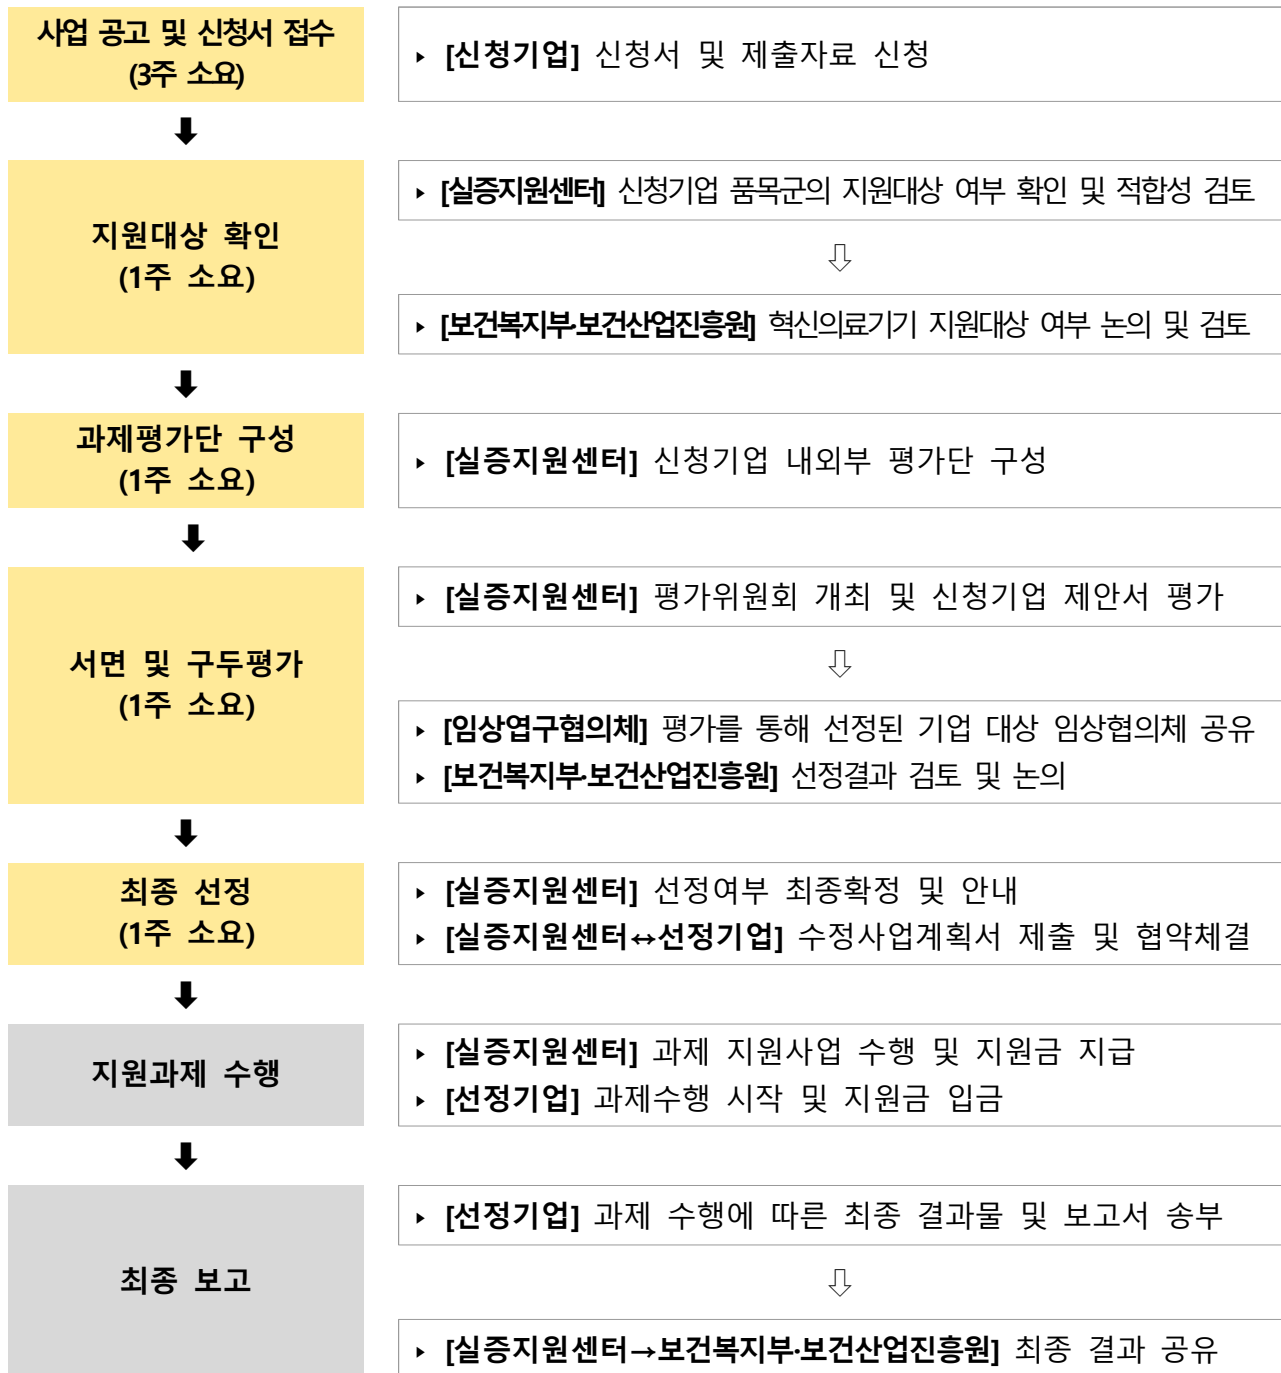 사업 공고 및 신청서 접수
(3주 소요)
▸ [신청기업] 신청서 및 제출자료 신청
지원대상 확인
(1주 소요)
▸ [실증지원센터] 신청기업 품목군의 지원대상 여부 확인 및 적합성 검토
▸ [보건복지부·보건산업진흥원] 혁신의료기기 지원대상 여부 논의 및 검토
과제평가단 구성
(1주 소요)
▸ [실증지원센터] 신청기업 내외부 평가단 구성
서면 및 구두평가
(1주 소요)
▸ [실증지원센터] 평가위원회 개최 및 신청기업 제안서 평가
▸ [임상엽구협의체] 평가를 통해 선정된 기업 대상 임상협의체 공유
▸ [보건복지부·보건산업진흥원] 선정결과 검토 및 논의
최종 선정
(1주 소요)
▸ [실증지원센터] 선정여부 최종확정 및 안내
▸ [실증지원센터↔선정기업] 수정사업계획서 제출 및 협약체결
지원과제 수행
▸ [실증지원센터] 과제 지원사업 수행 및 지원금 지급
▸ [선정기업] 과제수행 시작 및 지원금 입금
최종 보고
▸ [선정기업] 과제 수행에 따른 최종 결과물 및 보고서 송부
▸ [실증지원센터→보건복지부·보건산업진흥원] 최종 결과 공유